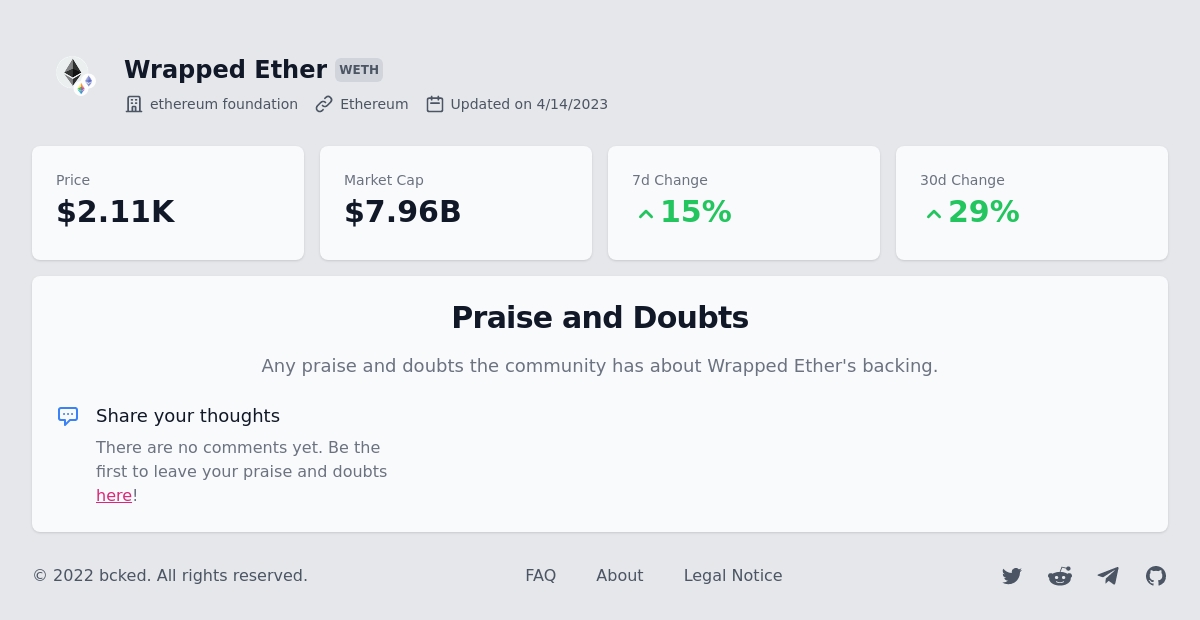 Wrapped Ether WETH
ethereum foundation Ethereum Updated on 4/14/2023
Price
$2.11K
Market Cap
$7.96B
7d Change
15%
30d Change
29%
Praise and Doubts
Any praise and doubts the community has about Wrapped Ether's backing.
Share your thoughts
There are no comments yet. Be the
first to leave your praise and doubts
here!
© 2022 bcked. All rights reserved.
FAQ About Legal Notice